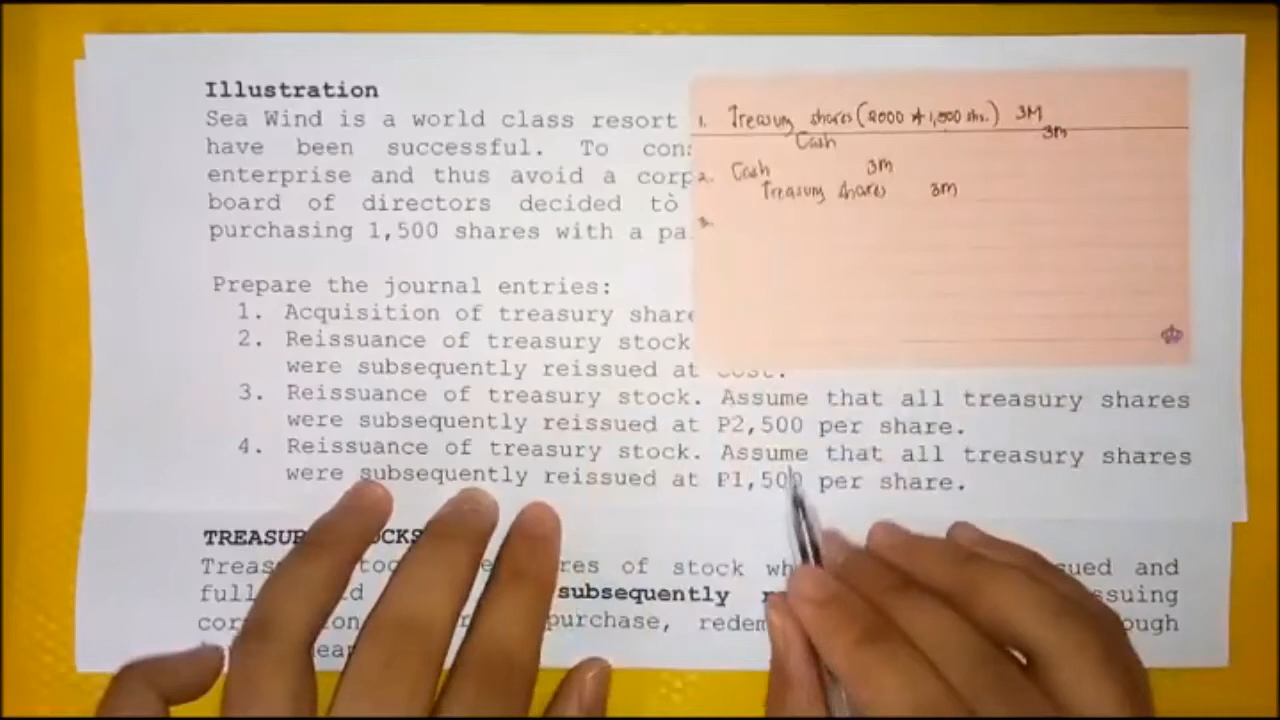 Illustration
Sea Wind is a world class resort
have been successful. To con
enterprise and thus avoid a corp
board of directors decided to
purchasing 1,500 shares with a pa
1. Treasury shares (2000 * 1,500 shs.) 3M
Cash 3m
2. Cash 3m
Treasury shares 3m
3.
Prepare the journal entries:
1. Acquisition of treasury share
2. Reissuance of treasury stock
were subsequently reissued at cost.
3. Reissuance of treasury stock. Assume that all treasury shares
were subsequently reissued at P2,500 per share.
4. Reissuance of treasury stock. Assume that all treasury shares
were subsequently reissued at P1,500 per share.
TREASUR OCKS
Treas res of stock wh ued and
full subsequently ssuing
cor purchase, redem ough